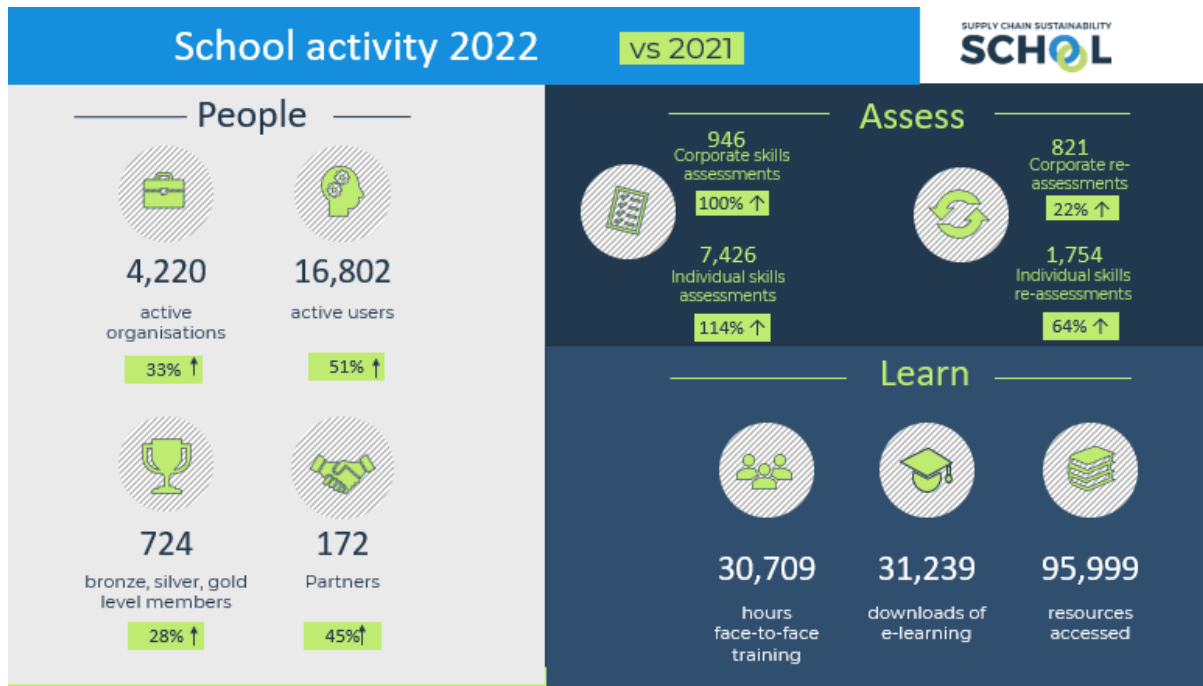 School activity 2022
vs 2021
SUPPLY CHAIN SUSTAINABILITY
SCHOOL
People
4,220
active
organisations
33% ↑
16,802
active users
51% ↑
724
bronze, silver, gold
level members
28% ↑
172
Partners
45%↑
Assess
946
Corporate skills
assessments
100% ↑
7,426
Individual skills
assessments
114% ↑
821
Corporate re-
assessments
22% ↑
1,754
Individual skills
re-assessments
64% ↑
Learn
30,709
hours
face-to-face
training
31,239
downloads of
e-learning
95,999
resources
accessed